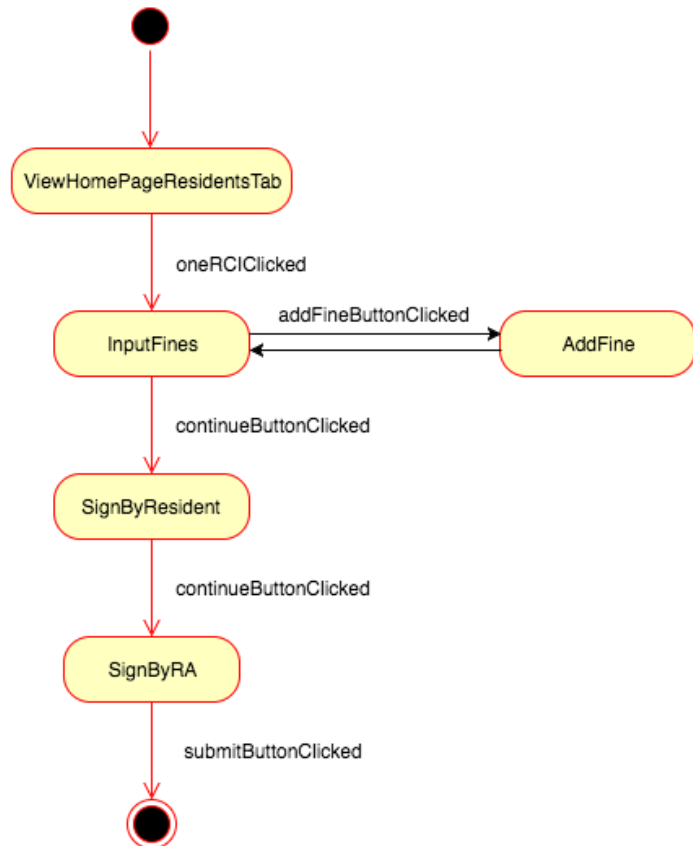 ViewHomePageResidentsTab
oneRCIClicked
addFineButtonClicked
InputFines
AddFine
continueButtonClicked
SignByResident
continueButtonClicked
SignByRA
submitButtonClicked